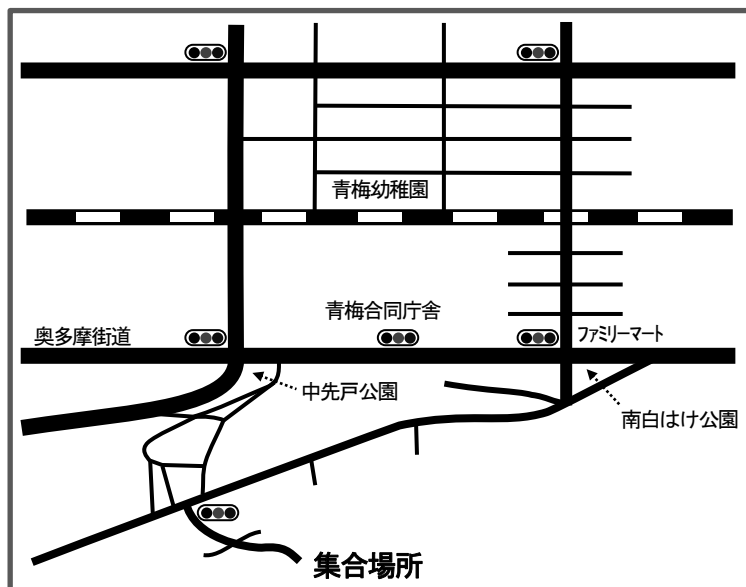 青梅幼稚園
青梅合同庁舎
奥多摩街道
ファミリーマート
中先戸公園
南白はけ公園
集合場所